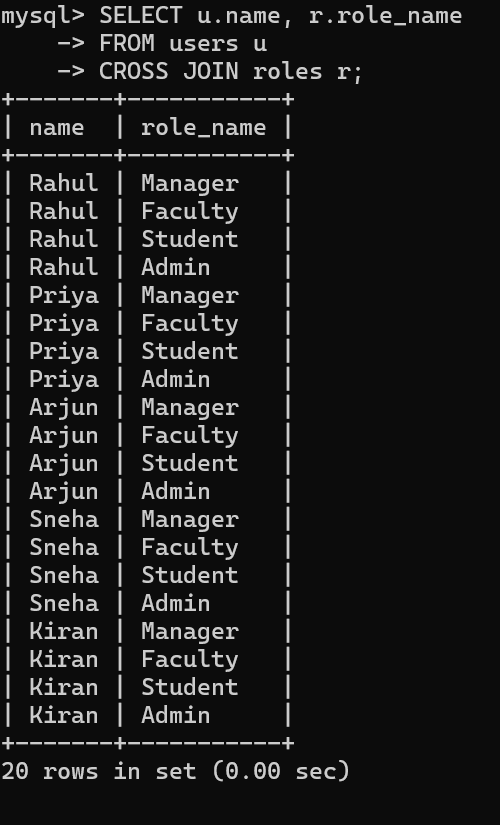 mysql> SELECT u.name, r.role_name
    -> FROM users u
    -> CROSS JOIN roles r;
+-------+-----------+
| name  | role_name |
+-------+-----------+
| Rahul | Manager   |
| Rahul | Faculty   |
| Rahul | Student   |
| Rahul | Admin     |
| Priya | Manager   |
| Priya | Faculty   |
| Priya | Student   |
| Priya | Admin     |
| Arjun | Manager   |
| Arjun | Faculty   |
| Arjun | Student   |
| Arjun | Admin     |
| Sneha | Manager   |
| Sneha | Faculty   |
| Sneha | Student   |
| Sneha | Admin     |
| Kiran | Manager   |
| Kiran | Faculty   |
| Kiran | Student   |
| Kiran | Admin     |
+-------+-----------+
20 rows in set (0.00 sec)